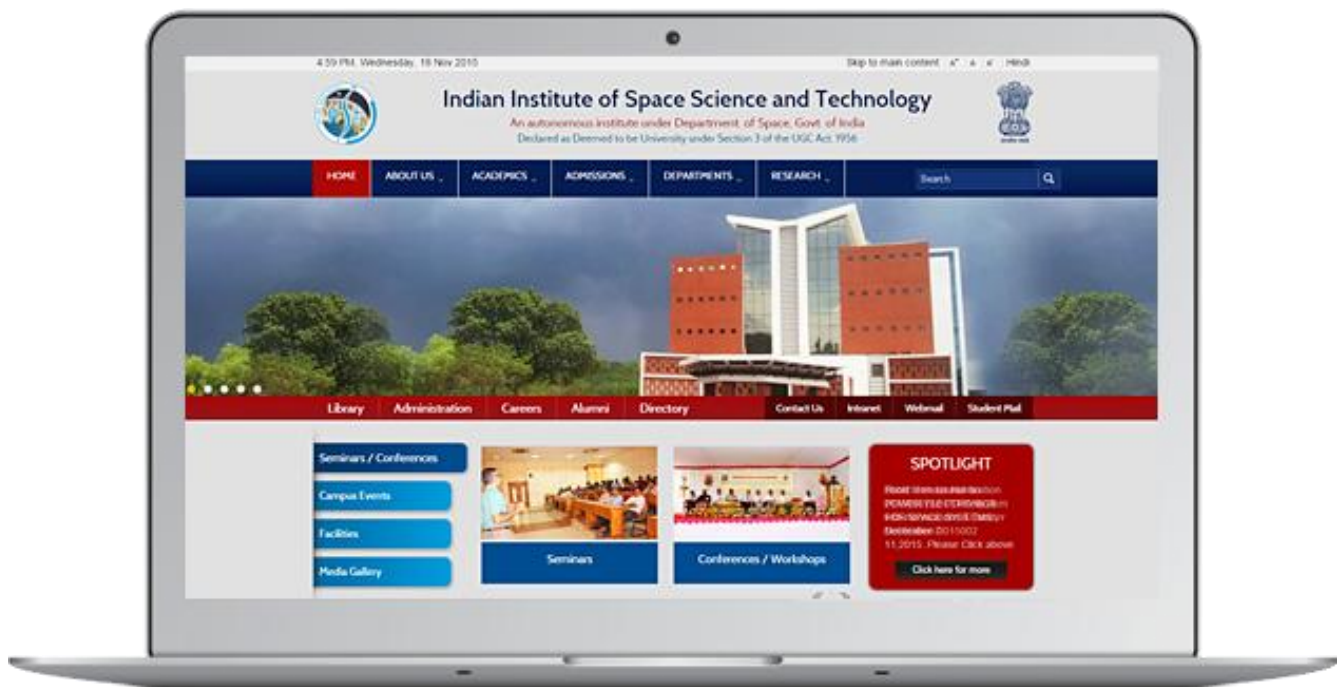 4:59 PM, Wednesday, 18 Nov 2015
Skip to main content A+ A A- Hindi
Indian Institute of Space Science and Technology
An autonomous institute under Department of Space, Govt. of India
Declared as Deemed to be University under Section 3 of the UGC Act 1956
HOME ABOUT US ACADEMICS ADMISSIONS DEPARTMENTS RESEARCH Search
Library Administration Careers Alumni Directory Contact Us Intranet Webmail Student Mail
Seminars / Conferences
Campus Events
Facilities
Media Gallery
Seminars
Conferences / Workshops
SPOTLIGHT
11,2015. Please Click above
Click here for more